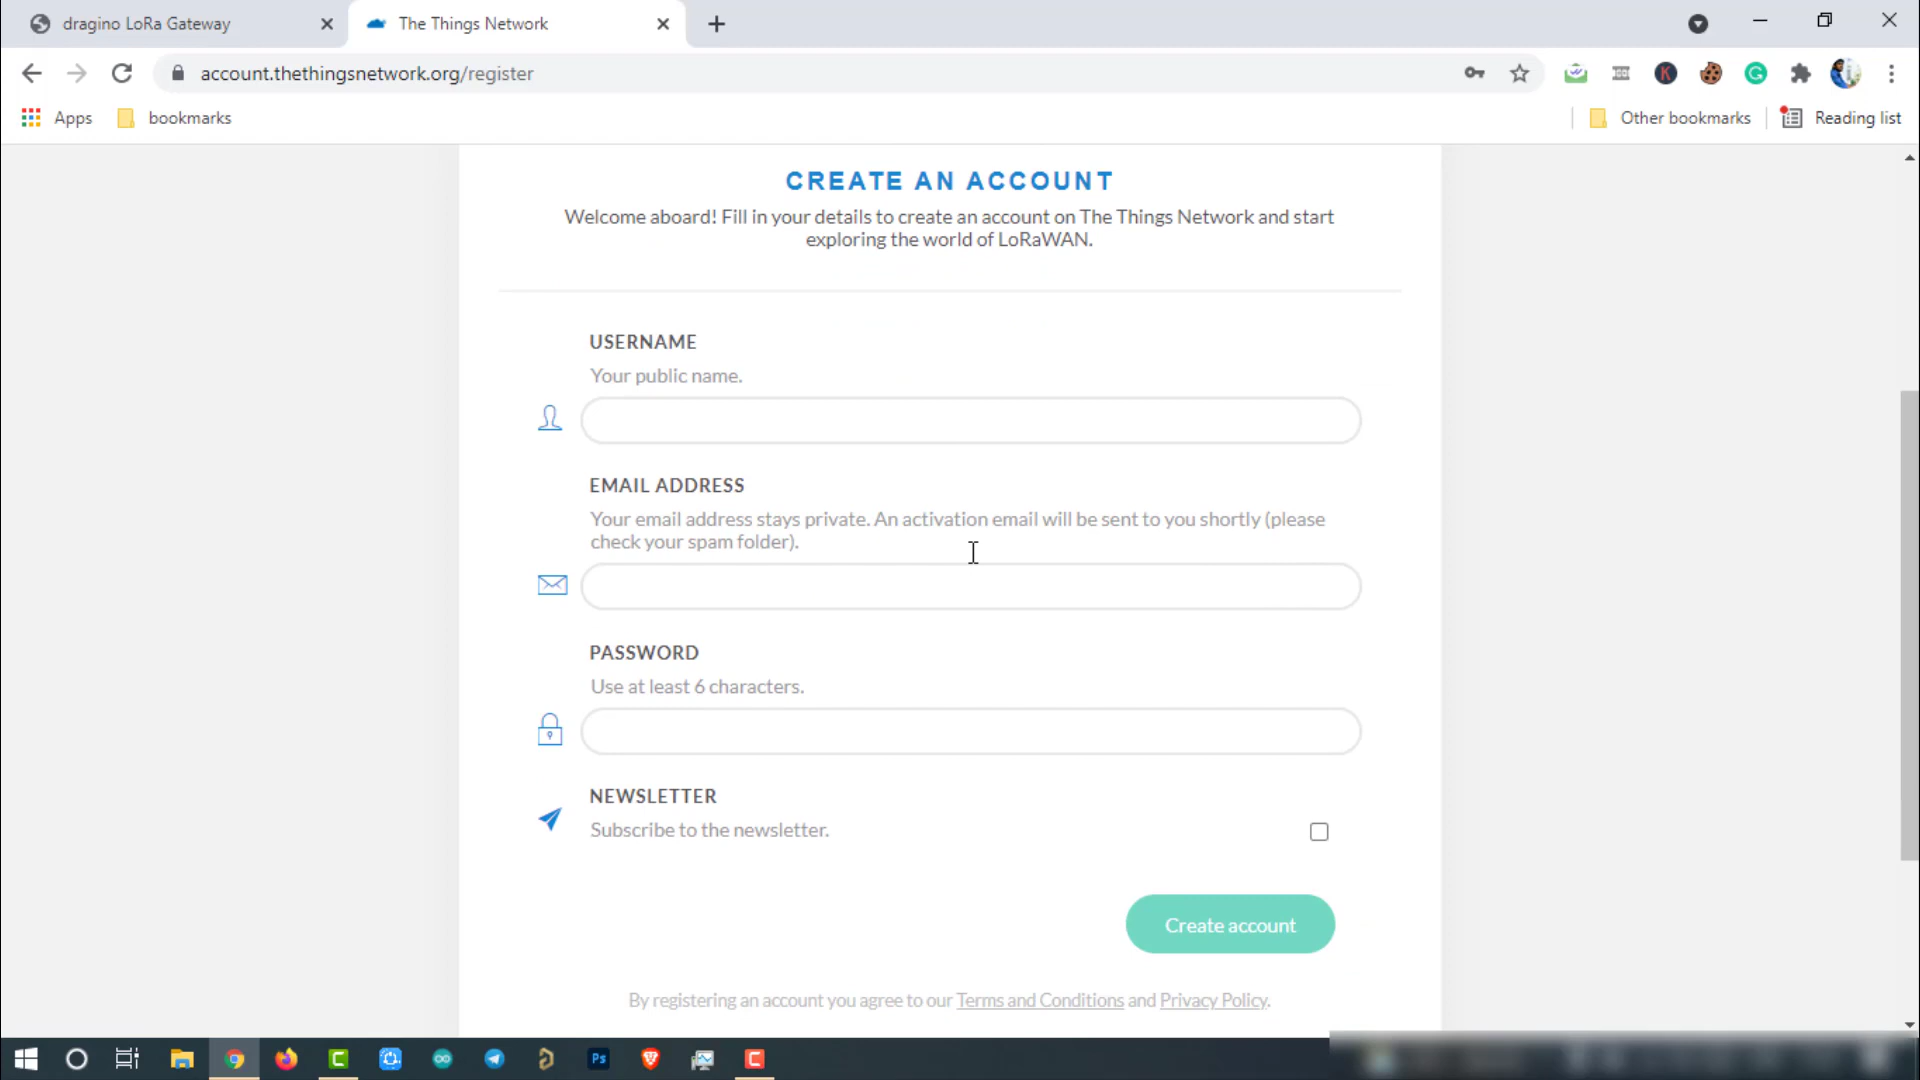 dragino LoRa Gateway
The Things Network
account.thethingsnetwork.org/register
Apps
bookmarks
Other bookmarks
Reading list
CREATE AN ACCOUNT
Welcome aboard! Fill in your details to create an account on The Things Network and start
exploring the world of LoRaWAN.
USERNAME
Your public name.
EMAIL ADDRESS
Your email address stays private. An activation email will be sent to you shortly (please
check your spam folder).
PASSWORD
Use at least 6 characters.
NEWSLETTER
Subscribe to the newsletter.
Create account
By registering an account you agree to our Terms and Conditions and Privacy Policy.
Ps